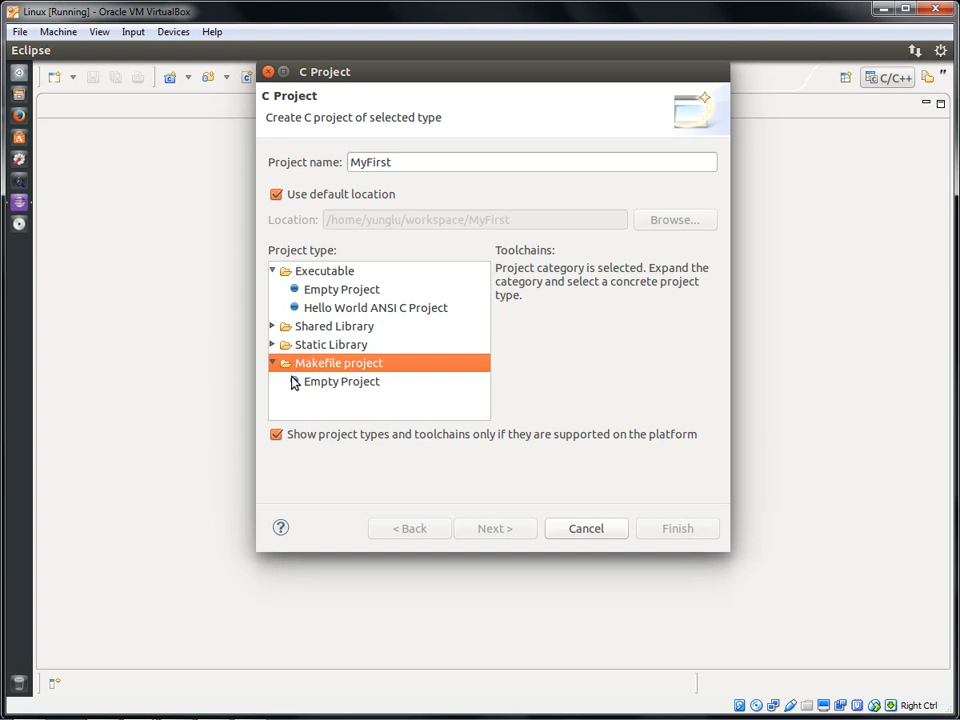 Linux [Running] - Oracle VM VirtualBox
File Machine View Input Devices Help
Eclipse
C/C++
C Project
C Project
Create C project of selected type
Project name: MyFirst
Use default location
Location: /home/yunglu/workspace/MyFirst Browse...
Project type: Toolchains:
Executable
Empty Project
Hello World ANSI C Project
Shared Library
Static Library
Makefile project
Empty Project
Project category is selected. Expand the
category and select a concrete project
type.
Show project types and toolchains only if they are supported on the platform
< Back Next > Cancel Finish
Right Ctrl